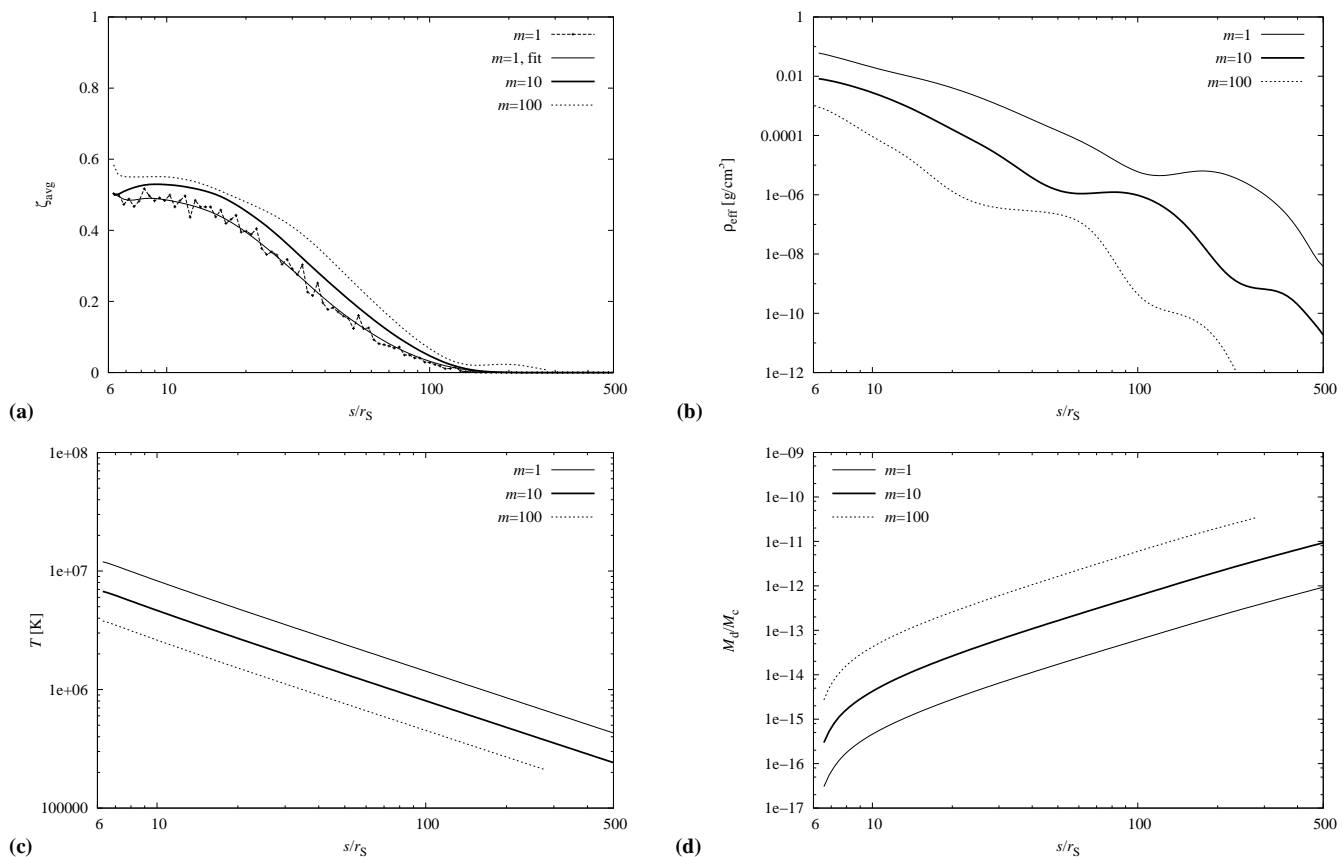 1
0.8
0.6
0.4
0.2
0
6
10
100
500
ζavg
s/rS
m=1
m=1, fit
m=10
m=100
(a)
1
0.01
0.0001
1e−06
1e−08
1e−10
1e−12
6
10
100
500
ρeff [g/cm³]
s/rS
m=1
m=10
m=100
(b)
1e+08
1e+07
1e+06
100000
6
10
100
500
T [K]
s/rS
m=1
m=10
m=100
(c)
1e−09
1e−10
1e−11
1e−12
1e−13
1e−14
1e−15
1e−16
1e−17
6
10
100
500
Md/Mc
s/rS
m=1
m=10
m=100
(d)